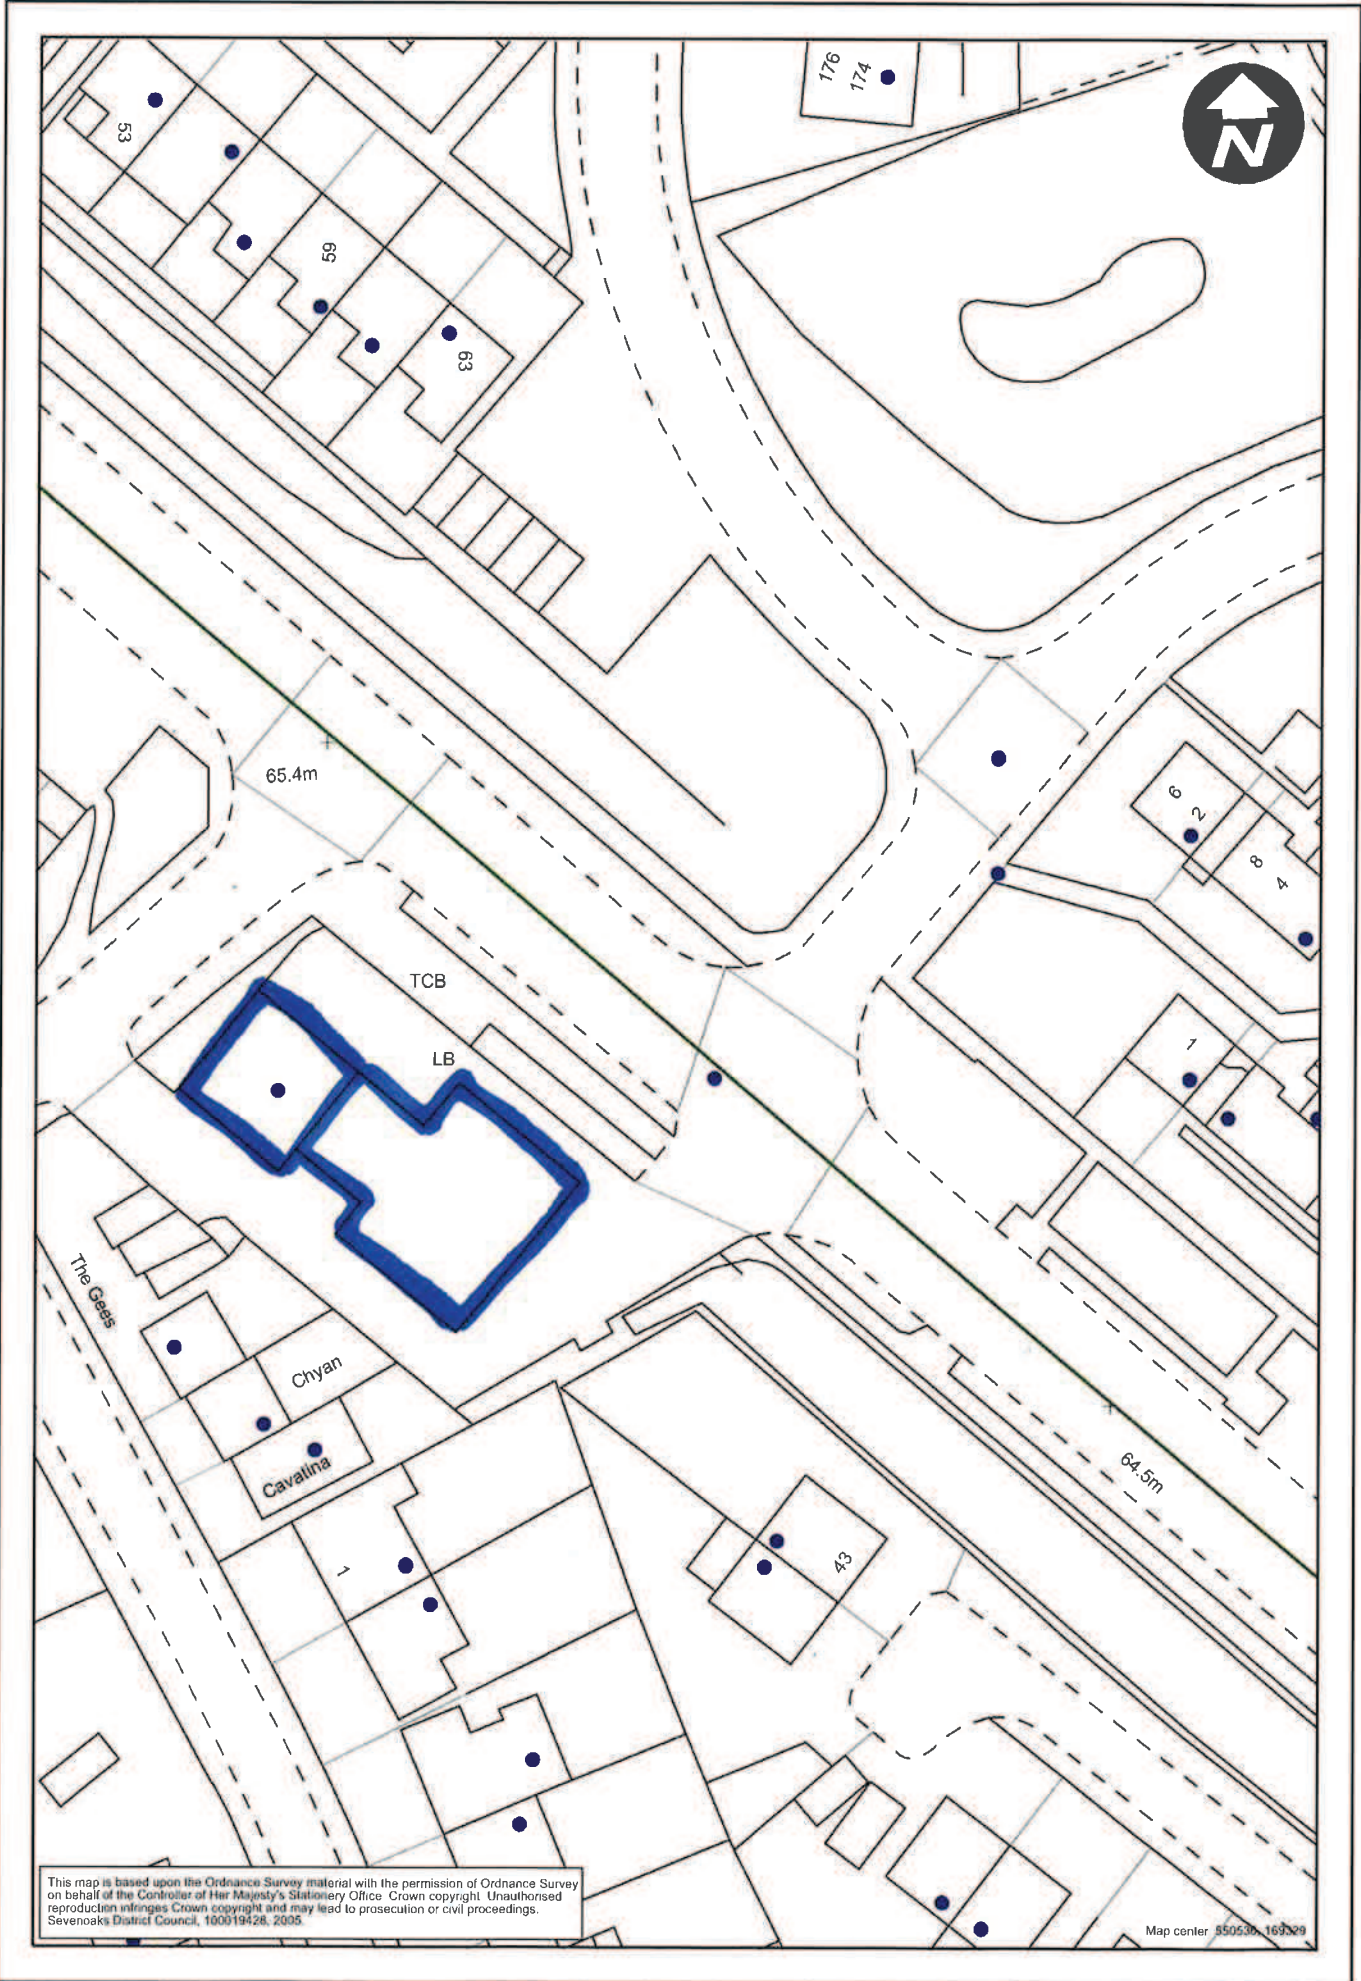 176
174
N
53
59
63
65.4m
6
2
8
4
TCB
LB
1
The Gees
Chyan
Cavatina
64.5m
1
43
This map is based upon the Ordnance Survey material with the permission of Ordnance Survey
on behalf of the Controller of Her Majesty's Stationery Office Crown copyright Unauthorised
reproduction infringes Crown copyright and may lead to prosecution or civil proceedings.
Sevenoaks District Council, 100019428, 2005.
Map center